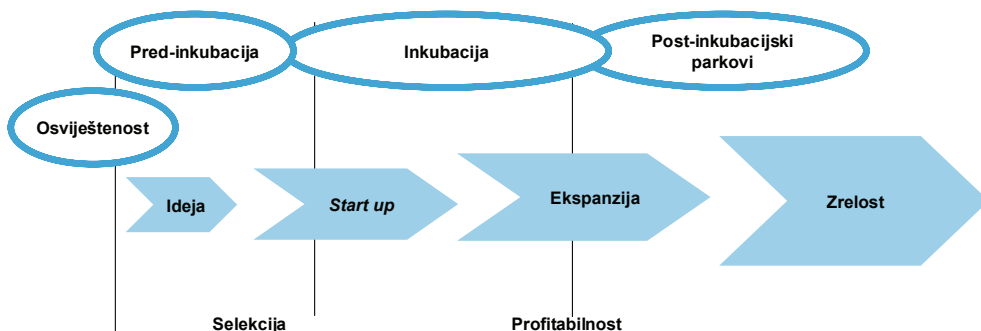 Pred-inkubacija
Inkubacija
Post-inkubacijski
parkovi
Osviještenost
Ideja
Start up
Ekspanzija
Zrelost
Selekcija
Profitabilnost